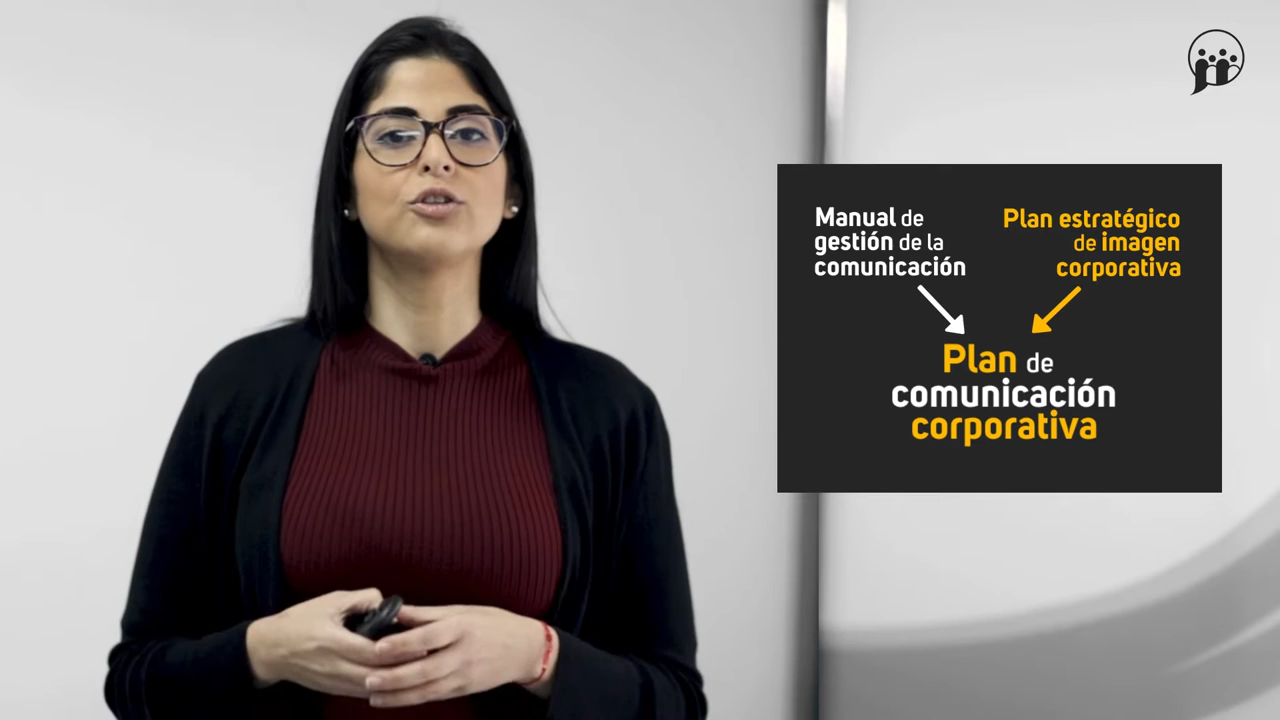 Manual de
gestión de la
comunicación
Plan estratégico
de imagen
corporativa
Plan de
comunicación
corporativa